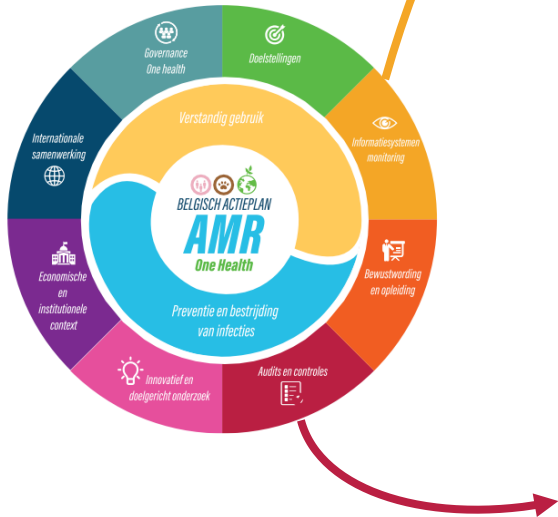 Governance
One health
Doelstellingen
Verstandig gebruik
Internationale
samenwerking
Informatiesystemen
monitoring
BELGISCH ACTIEPLAN
AMR
One Health
Economische
en
institutionele
context
Bewustwording
en opleiding
Preventie en bestrijding
van infecties
Innovatief en
doelgericht onderzoek
Audits en controles